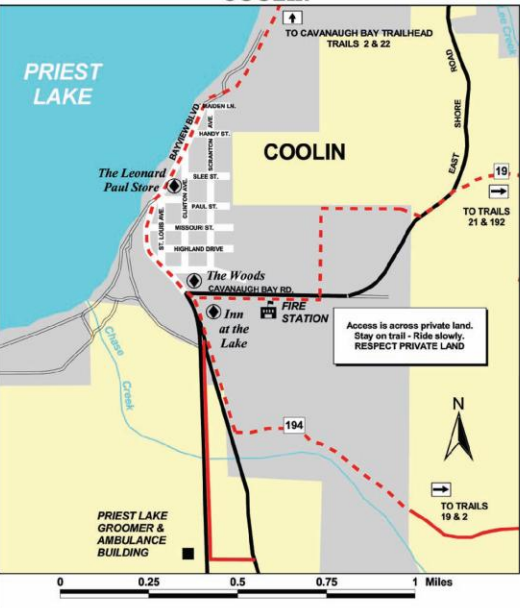 TO CAVANAUGH BAY TRAILHEAD
TRAILS 2 & 22
Lee Creek
PRIEST
LAKE
ROAD
SHORE
EAST
MAIDEN LN.
BAYVIEW BLVD
HANDY ST.
SCRANTON AVE.
COOLIN
The Leonard
Paul Store
SLEE ST.
CLINTON AVE.
PAUL ST.
ST. LOUIS AVE.
MISSOURI ST.
HIGHLAND DRIVE
19
TO TRAILS
21 & 192
The Woods
CAVANAUGH BAY RD.
Inn
at the
Lake
FIRE
STATION
Access is across private land.
Stay on trail - Ride slowly.
RESPECT PRIVATE LAND
Chase
Creek
N
194
TO TRAILS
19 & 2
PRIEST LAKE
GROOMER &
AMBULANCE
BUILDING
0 0.25 0.5 0.75 1 Miles